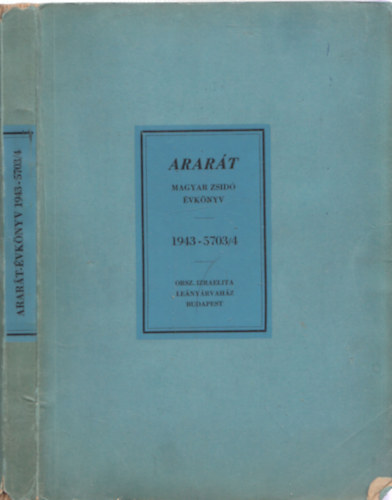 ARARÁT-ÉVKÖNYV 1943-5703/4
ARARÁT
MAGYAR ZSIDÓ
ÉVKÖNYV
1943-5703/4
ORSZ. IZRAELITA
LEÁNYÁRVAHÁZ
BUDAPEST